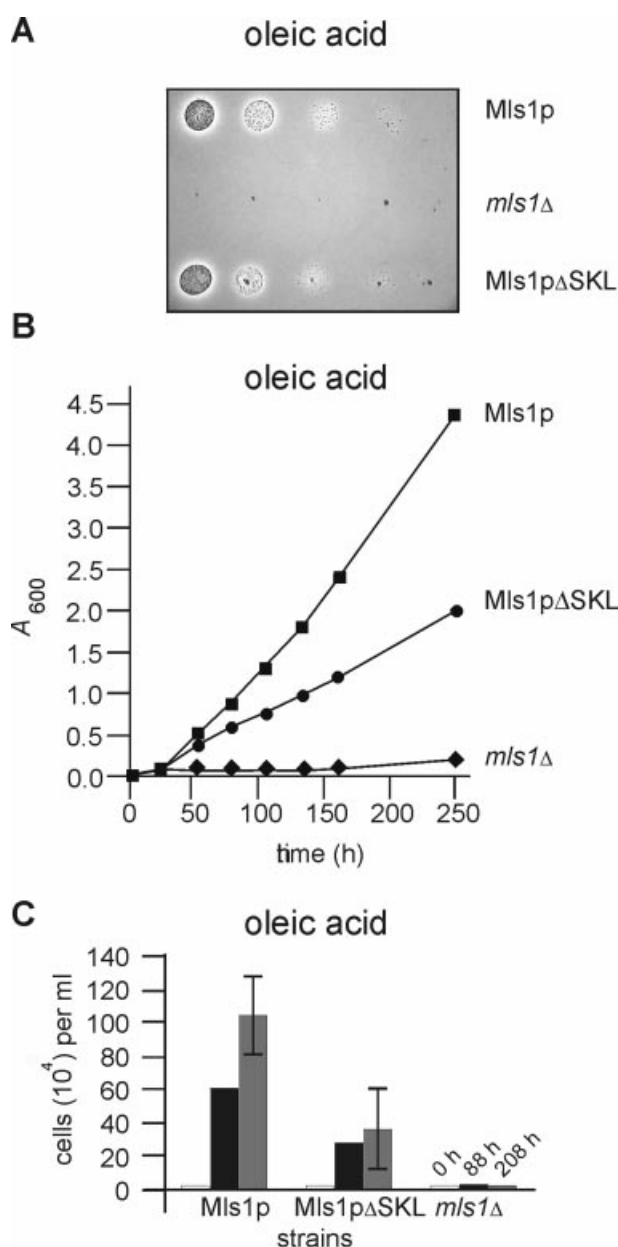 A
oleic acid
Mls1p
mls1Δ
Mls1pΔSKL
B
oleic acid
4.5
4.0
3.5
3.0
2.5
2.0
1.5
1.0
0.5
0.0
A600
Mls1p
Mls1pΔSKL
mls1Δ
0 50 100 150 200 250
time (h)
C
oleic acid
140
120
100
80
60
40
20
0
cells (10⁴) per ml
0 h 88 h 208 h
Mls1p Mls1pΔSKL mls1Δ
strains